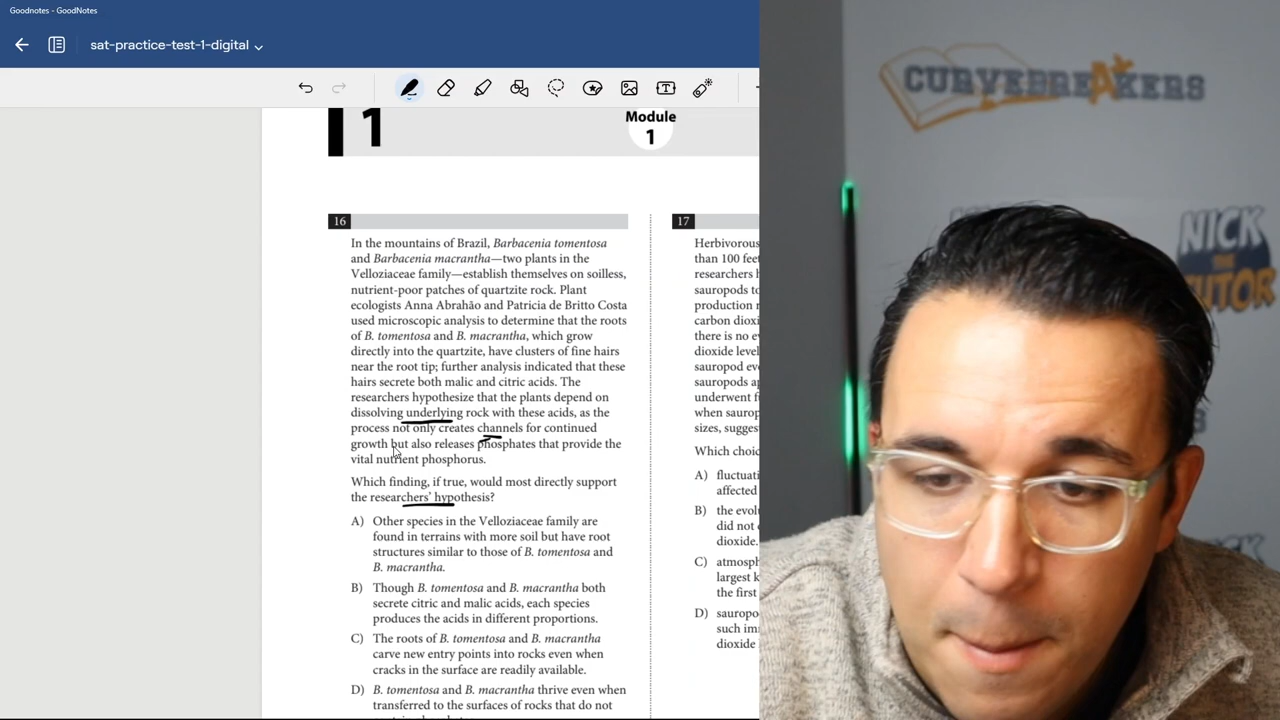 Goodnotes - GoodNotes
sat-practice-test-1-digital
CURVEBREAKERS
1
Module
1
NICK
THE
TUTOR
16
In the mountains of Brazil, Barbacenia tomentosa
and Barbacenia macrantha—two plants in the
Velloziaceae family—establish themselves on soilless,
nutrient-poor patches of quartzite rock. Plant
ecologists Anna Abrahão and Patricia de Britto Costa
used microscopic analysis to determine that the roots
of B. tomentosa and B. macrantha, which grow
directly into the quartzite, have clusters of fine hairs
near the root tip; further analysis indicated that these
hairs secrete both malic and citric acids. The
researchers hypothesize that the plants depend on
dissolving underlying rock with these acids, as the
process not only creates channels for continued
growth but also releases phosphates that provide the
vital nutrient phosphorus.
Which finding, if true, would most directly support
the researchers' hypothesis?
A) Other species in the Velloziaceae family are
found in terrains with more soil but have root
structures similar to those of B. tomentosa and
B. macrantha.
B) Though B. tomentosa and B. macrantha both
secrete citric and malic acids, each species
produces the acids in different proportions.
C) The roots of B. tomentosa and B. macrantha
carve new entry points into rocks even when
cracks in the surface are readily available.
D) B. tomentosa and B. macrantha thrive even when
transferred to the surfaces of rocks that do not
17
Herbivorous
than 100 fee
researchers h
sauropods to
production r
carbon dioxi
there is no ev
dioxide level
sauropod evo
sauropods ap
underwent f
when saurop
sizes, sugges
Which choic
A) fluctuati
affected
B) the evol
did not
dioxide.
C) atmosph
largest k
the first
D) sauropo
such im
dioxide